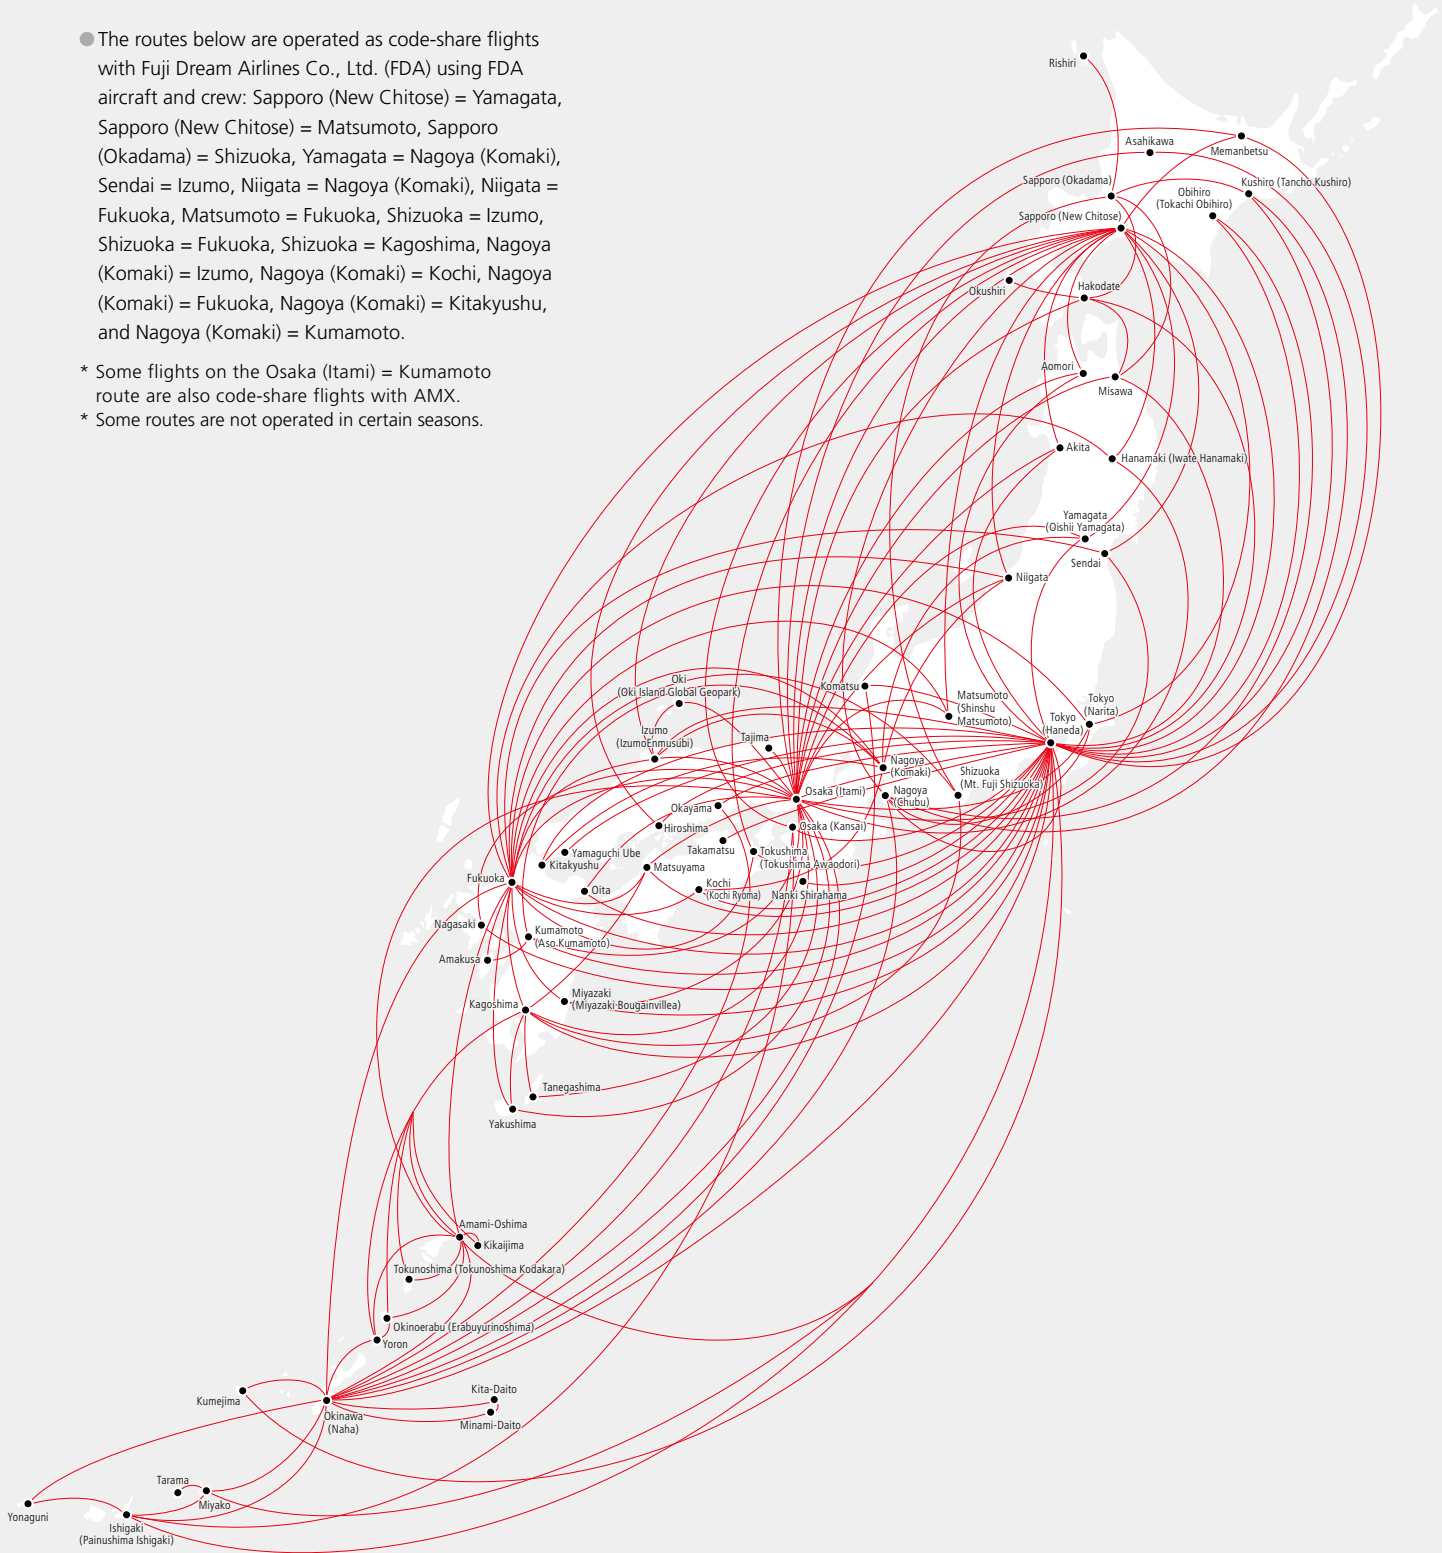 The routes below are operated as code-share flights
with Fuji Dream Airlines Co., Ltd. (FDA) using FDA
aircraft and crew: Sapporo (New Chitose) = Yamagata,
Sapporo (New Chitose) = Matsumoto, Sapporo
(Okadama) = Shizuoka, Yamagata = Nagoya (Komaki),
Sendai = Izumo, Niigata = Nagoya (Komaki), Niigata =
Fukuoka, Matsumoto = Fukuoka, Shizuoka = Izumo,
Shizuoka = Fukuoka, Shizuoka = Kagoshima, Nagoya
(Komaki) = Izumo, Nagoya (Komaki) = Kochi, Nagoya
(Komaki) = Fukuoka, Nagoya (Komaki) = Kitakyushu,
and Nagoya (Komaki) = Kumamoto.
* Some flights on the Osaka (Itami) = Kumamoto
route are also code-share flights with AMX.
* Some routes are not operated in certain seasons.
Rishiri
Asahikawa
Memanbetsu
Sapporo (Okadama)
Kushiro (Tancho Kushiro)
Obihiro
(Tokachi Obihiro)
Sapporo (New Chitose)
Okushiri
Hakodate
Aomori
Misawa
Akita
Hanamaki (Iwate Hanamaki)
Yamagata
(Oishii Yamagata)
Sendai
Niigata
Oki
(Oki Island Global Geopark)
Komatsu
Matsumoto
(Shinshu
Matsumoto)
Tokyo
(Narita)
Tokyo
(Haneda)
Izumo
(IzumoEnmusubi)
Tajima
Nagoya
(Komaki)
Shizuoka
(Mt. Fuji Shizuoka)
Osaka (Itami)
Nagoya
(Chubu)
Okayama
Hiroshima
Osaka (Kansai)
Takamatsu
Tokushima
(Tokushima Awaodori)
Yamaguchi Ube
Kitakyushu
Matsuyama
Fukuoka
Oita
Kochi
(Kochi Ryoma)
Nanki Shirahama
Nagasaki
Kumamoto
(Aso Kumamoto)
Amakusa
Miyazaki
(Miyazaki Bougainvillea)
Kagoshima
Tanegashima
Yakushima
Amami-Oshima
Kikaijima
Tokunoshima (Tokunoshima Kodakara)
Okinoerabu (Erabuyurinoshima)
Yoron
Kumejima
Kita-Daito
Okinawa
(Naha)
Minami-Daito
Tarama
Miyako
Yonaguni
Ishigaki
(Painushima Ishigaki)